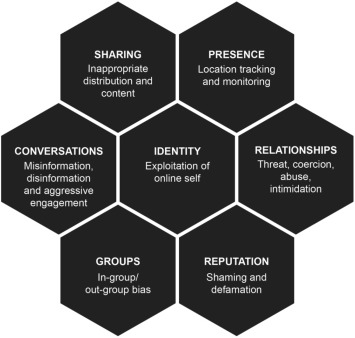 SHARING
Inappropriate
distribution and
content
PRESENCE
Location tracking
and monitoring
CONVERSATIONS
Misinformation,
disinformation
and aggressive
engagement
IDENTITY
Exploitation of
online self
RELATIONSHIPS
Threat, coercion,
abuse,
intimidation
GROUPS
In-group/
out-group bias
REPUTATION
Shaming and
defamation